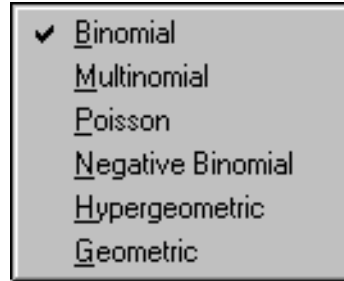 Binomial
Multinomial
Poisson
Negative Binomial
Hypergeometric
Geometric